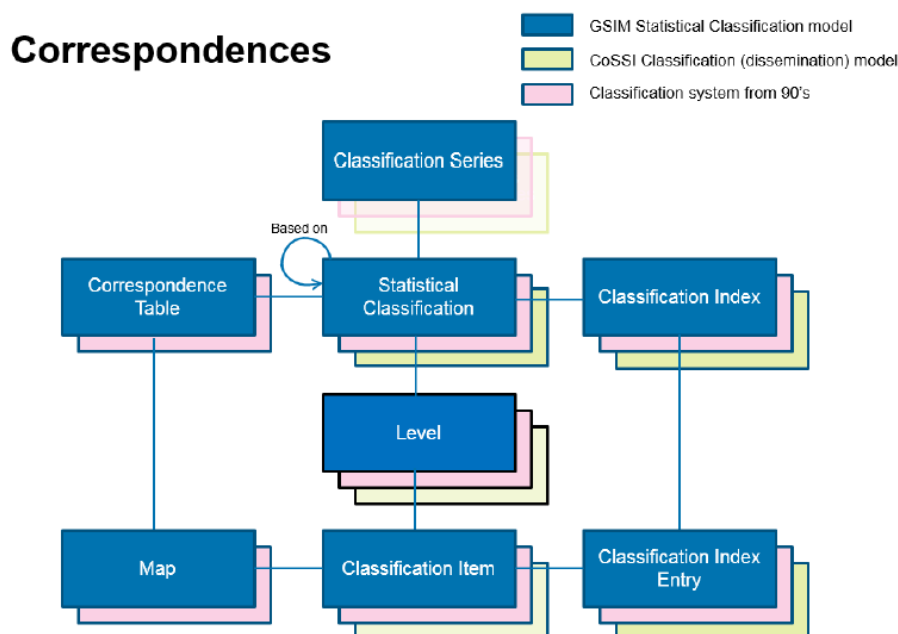 Correspondences
GSIM Statistical Classification model
CoSSI Classification (dissemination) model
Classification system from 90's
Classification Series
Based on
Correspondence
Table
Statistical
Classification
Classification Index
Level
Map
Classification Item
Classification Index
Entry